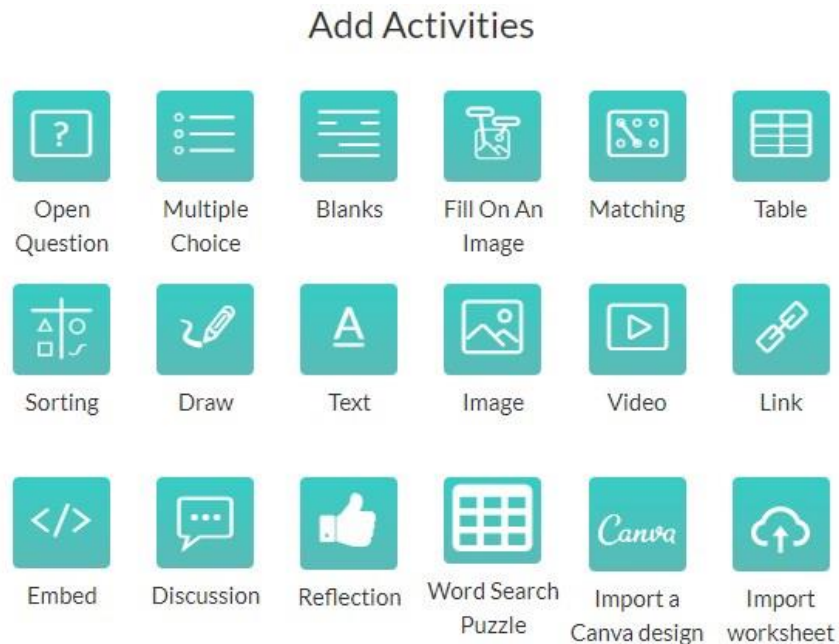 Add Activities
?
Open
Question
Multiple
Choice
Blanks
Fill On An
Image
Matching
Table
Sorting
Draw
A
Text
Image
Video
Link
</>
Embed
Discussion
Reflection
Word Search
Puzzle
Canva
Import a
Canva design
Import
worksheet